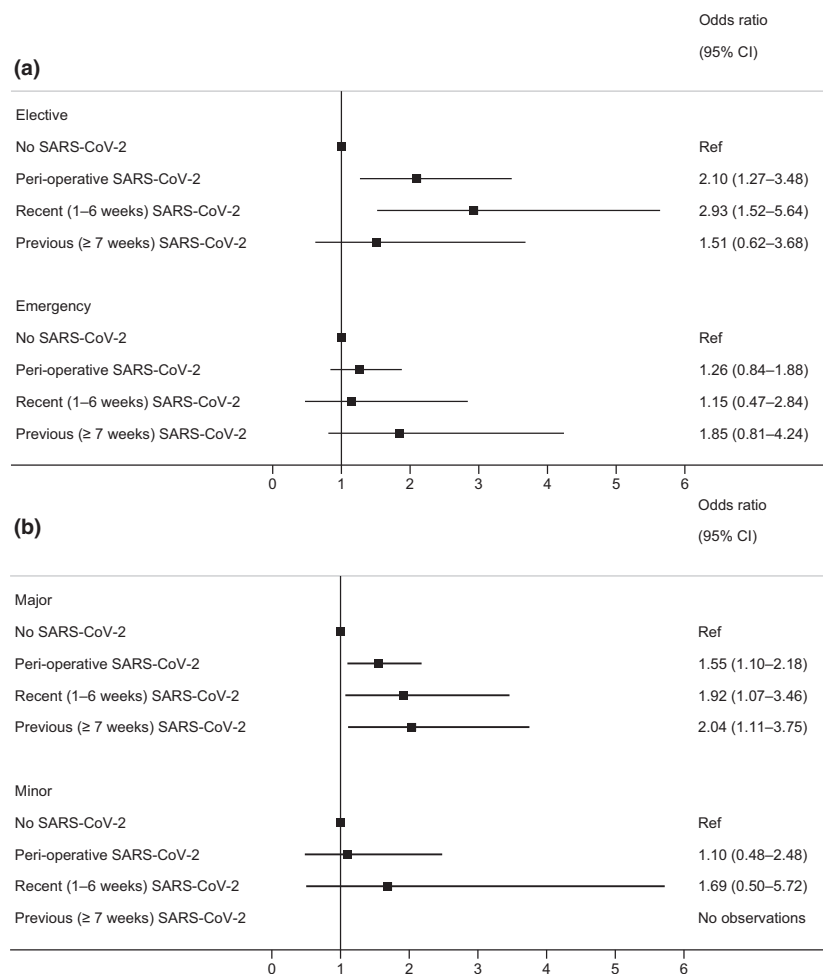 Odds ratio
(95% CI)
(a)
Elective
No SARS-CoV-2 Ref
Peri-operative SARS-CoV-2 2.10 (1.27–3.48)
Recent (1–6 weeks) SARS-CoV-2 2.93 (1.52–5.64)
Previous (≥ 7 weeks) SARS-CoV-2 1.51 (0.62–3.68)
Emergency
No SARS-CoV-2 Ref
Peri-operative SARS-CoV-2 1.26 (0.84–1.88)
Recent (1–6 weeks) SARS-CoV-2 1.15 (0.47–2.84)
Previous (≥ 7 weeks) SARS-CoV-2 1.85 (0.81–4.24)
0 1 2 3 4 5 6
Odds ratio
(95% CI)
(b)
Major
No SARS-CoV-2 Ref
Peri-operative SARS-CoV-2 1.55 (1.10–2.18)
Recent (1–6 weeks) SARS-CoV-2 1.92 (1.07–3.46)
Previous (≥ 7 weeks) SARS-CoV-2 2.04 (1.11–3.75)
Minor
No SARS-CoV-2 Ref
Peri-operative SARS-CoV-2 1.10 (0.48–2.48)
Recent (1–6 weeks) SARS-CoV-2 1.69 (0.50–5.72)
Previous (≥ 7 weeks) SARS-CoV-2 No observations
0 1 2 3 4 5 6